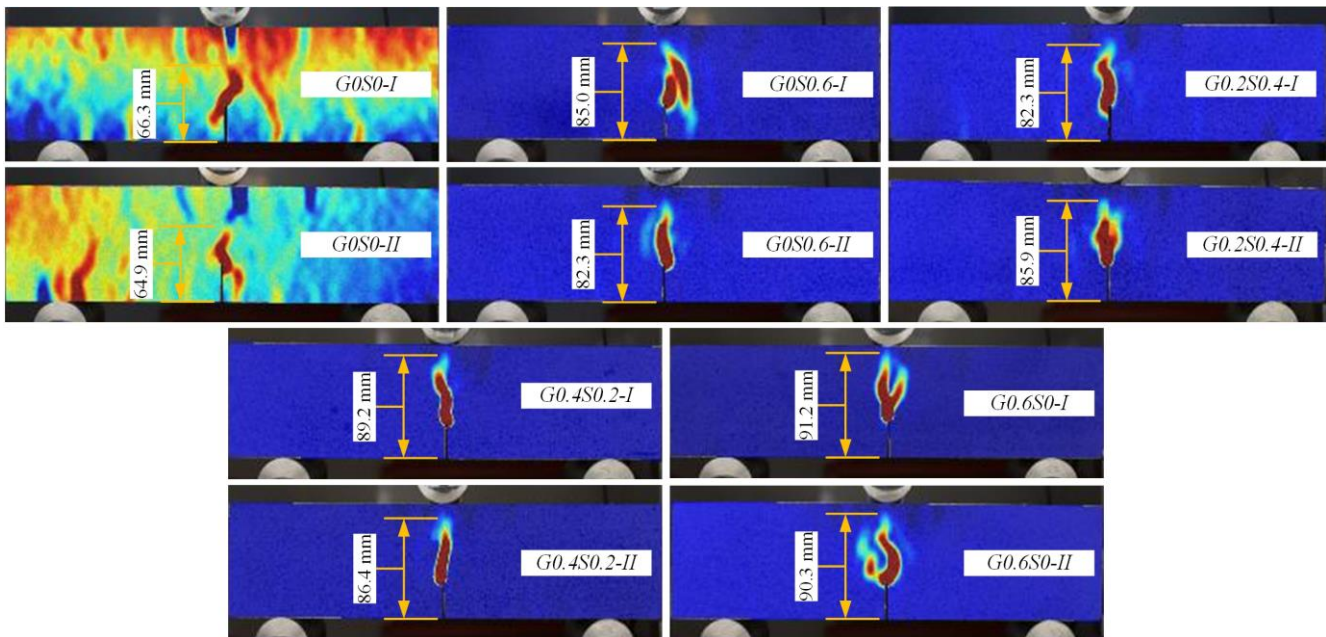 66.3 mm
G0S0-I
85.0 mm
G0S0.6-I
82.3 mm
G0.2S0.4-I
64.9 mm
G0S0-II
82.3 mm
G0S0.6-II
85.9 mm
G0.2S0.4-II
89.2 mm
G0.4S0.2-I
91.2 mm
G0.6S0-I
86.4 mm
G0.4S0.2-II
90.3 mm
G0.6S0-II